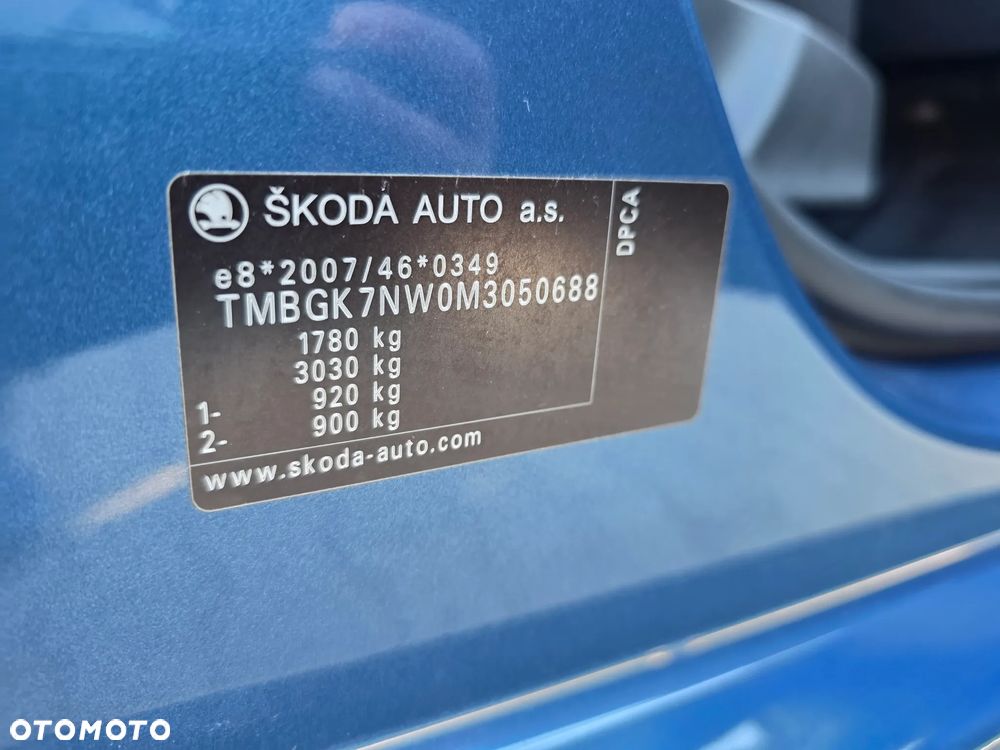 ŠKODA AUTO a.s.
DPCA
e8*2007/46*0349
TMBGK7NW0M3050688
1780 kg
3030 kg
1- 920 kg
2- 900 kg
www.skoda-auto.com
OTOMOTO